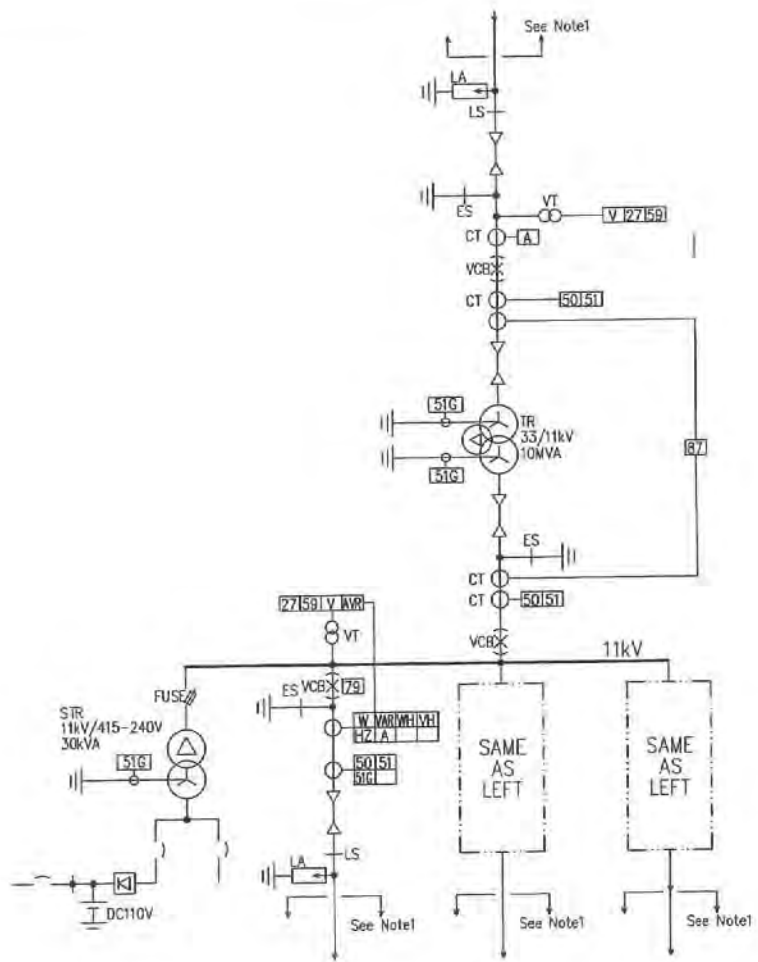 See Note1
LA
LS
ES
VT
V 27 59
CT
A
VCB
CT
50 51
51G
TR
33/11kV
10MVA
87
51G
ES
CT
CT
50 51
27 59 V AVR
VT
VCB
11kV
FUSE
ES
VCB
79
STR
11kV/415-240V
30kVA
W VAR WH VH
HZ A
51G
50 51
51G
SAME
AS
LEFT
SAME
AS
LEFT
LS
LA
DC110V
See Note1
See Note1
See Note1